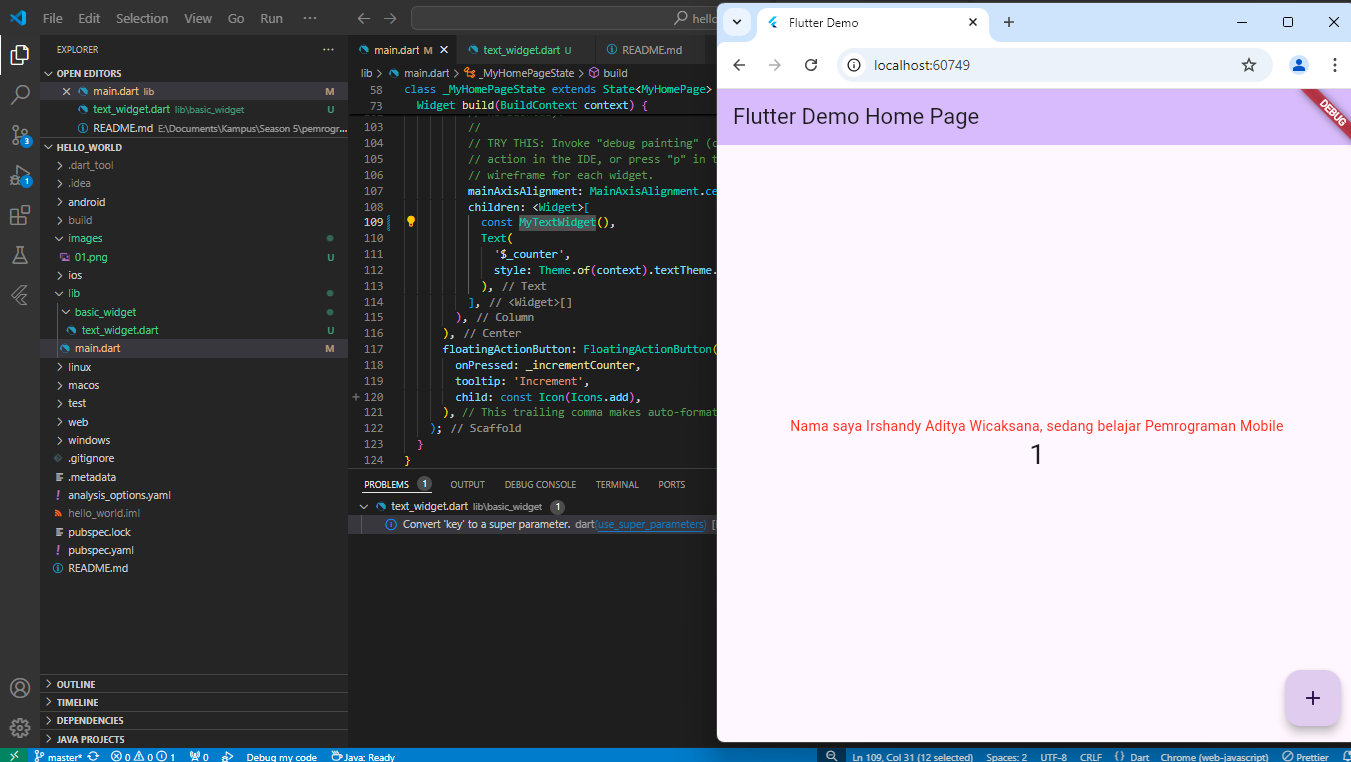 File Edit Selection View Go Run ···
hello
EXPLORER
OPEN EDITORS
main.dart lib M
text_widget.dart lib\basic_widget U
README.md E:\Documents\Kampus\Season 5\pemrogr...
HELLO_WORLD
.dart_tool
.idea
android
build
images
01.png U
ios
lib
basic_widget
text_widget.dart U
main.dart M
linux
macos
test
web
windows
.gitignore
.metadata
analysis_options.yaml
hello_world.iml
pubspec.lock
pubspec.yaml
README.md
OUTLINE
TIMELINE
DEPENDENCIES
JAVA PROJECTS
3
1
main.dart M
text_widget.dart U
README.md
lib > main.dart > _MyHomePageState > build
58 class _MyHomePageState extends State<MyHomePage>
73 Widget build(BuildContext context) {
103 //
104 // TRY THIS: Invoke "debug painting" (
105 // action in the IDE, or press "p" in t
106 // wireframe for each widget.
107 mainAxisAlignment: MainAxisAlignment.ce
108 children: <Widget>[
109 const MyTextWidget(),
110 Text(
111 '$_counter',
112 style: Theme.of(context).textTheme.
113 ), // Text
114 ], // <Widget>[]
115 ), // Column
116 ), // Center
117 floatingActionButton: FloatingActionButton(
118 onPressed: _incrementCounter,
119 tooltip: 'Increment',
120 child: const Icon(Icons.add),
121 ), // This trailing comma makes auto-format
122 ); // Scaffold
123 }
124 }
PROBLEMS 1 OUTPUT DEBUG CONSOLE TERMINAL PORTS
text_widget.dart lib\basic_widget 1
Convert 'key' to a super parameter. dart(use_super_parameters) [
Flutter Demo
localhost:60749
Flutter Demo Home Page
DEBUG
Nama saya Irshandy Aditya Wicaksana, sedang belajar Pemrograman Mobile
1
+
master* 0 0 1 0 Debug my code Java: Ready Ln 109, Col 31 (12 selected) Spaces: 2 UTF-8 CRLF {} Dart Chrome (web-javascript) Prettier